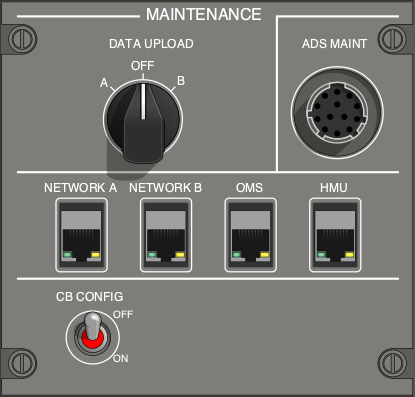 MAINTENANCE
DATA UPLOAD
ADS MAINT
OFF
A
B
NETWORK A
NETWORK B
OMS
HMU
CB CONFIG
OFF
ON